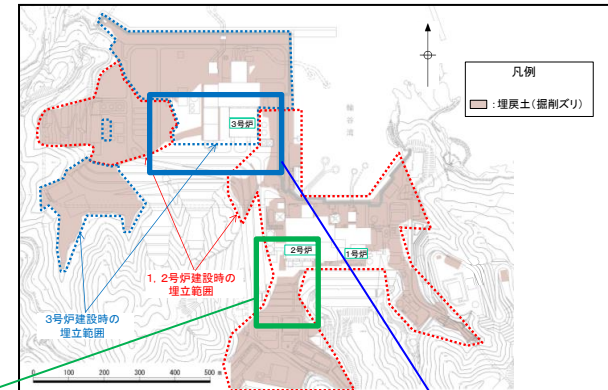 凡例
：埋戻土（掘削ズリ）
3号炉
輪谷湾
2号炉
1号炉
1, 2号炉建設時の
埋立範囲
3号炉建設時の
埋立範囲
0 100 200 300 400 500 m